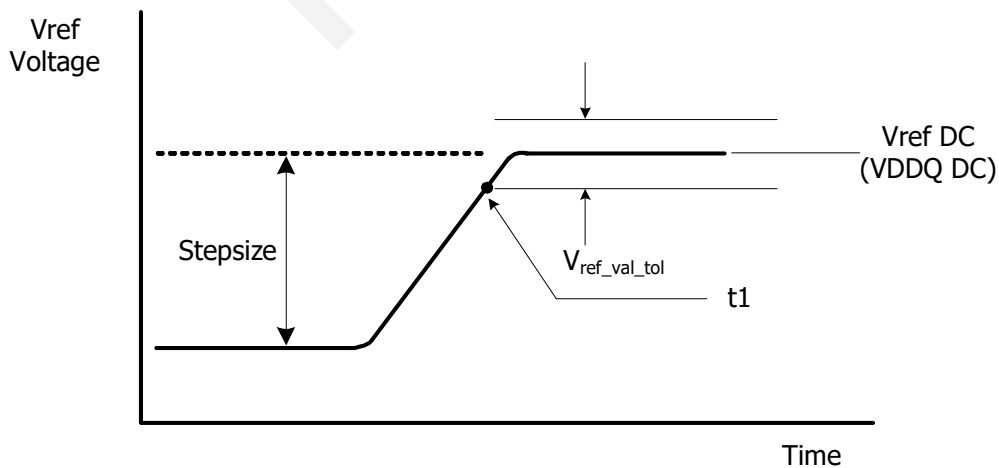 Vref
Voltage
Vref DC
(VDDQ DC)
Stepsize
Vref_val_tol
t1
Time